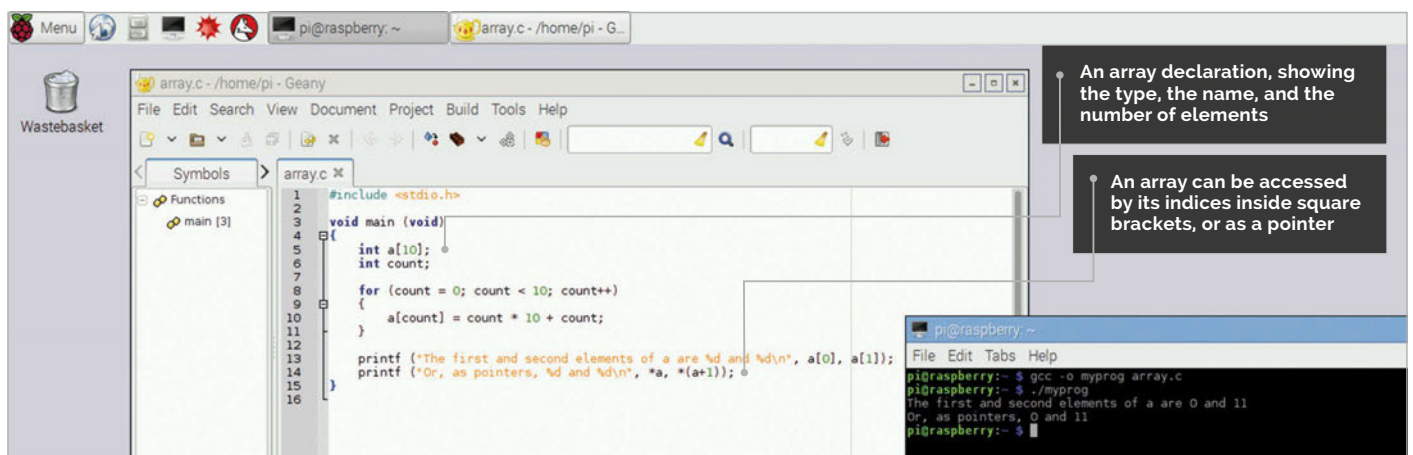 Menu
pi@raspberry: ~
array.c - /home/pi - G...
Wastebasket
array.c - /home/pi - Geany
File Edit Search View Document Project Build Tools Help
Symbols
array.c
Functions
main [3]
1 #include <stdio.h>
2
3 void main (void)
4 {
5 int a[10];
6 int count;
7
8 for (count = 0; count < 10; count++)
9 {
10 a[count] = count * 10 + count;
11 }
12
13 printf ("The first and second elements of a are %d and %d\n", a[0], a[1]);
14 printf ("Or, as pointers, %d and %d\n", *a, *(a+1));
15 }
16
An array declaration, showing
the type, the name, and the
number of elements
An array can be accessed
by its indices inside square
brackets, or as a pointer
pi@raspberry: ~
File Edit Tabs Help
pi@raspberry:~ $ gcc -o myprog array.c
pi@raspberry:~ $ ./myprog
The first and second elements of a are 0 and 11
Or, as pointers, 0 and 11
pi@raspberry:~ $